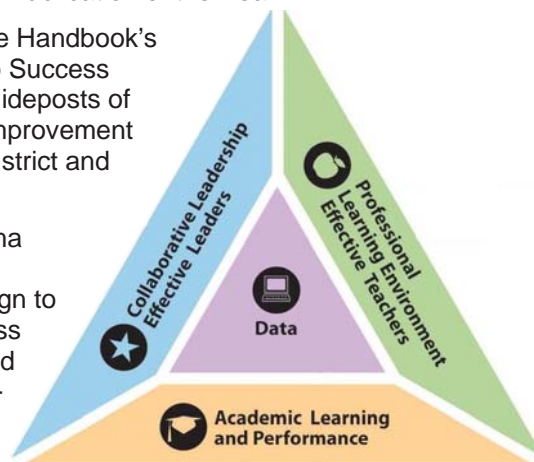 e Handbook's
Success
ideposts of
nprovement
strict and
na
gn to
ss
d
Collaborative Leadership
Effective Leaders
Professional
Learning Environment
Effective Teachers
Data
Academic Learning
and Performance